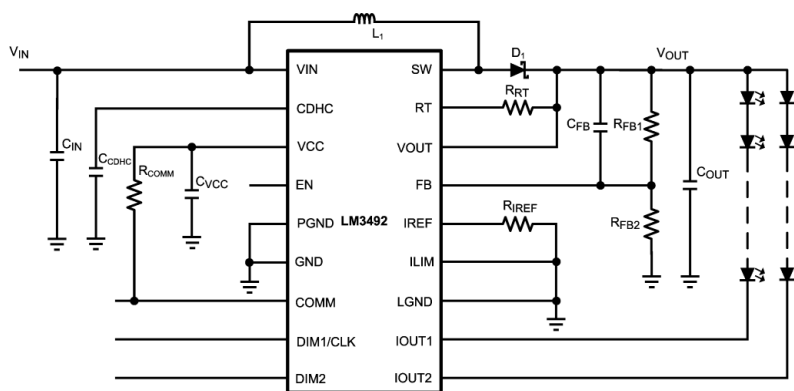 L1
VIN
D1
VOUT
VIN
SW
CDHC
RT
RRT
CIN
CCDHC
RCOMM
CVCC
VCC
VOUT
CFB
RFB1
EN
FB
COUT
PGND
LM3492
IREF
RIREF
RFB2
GND
ILIM
COMM
LGND
DIM1/CLK
IOUT1
DIM2
IOUT2